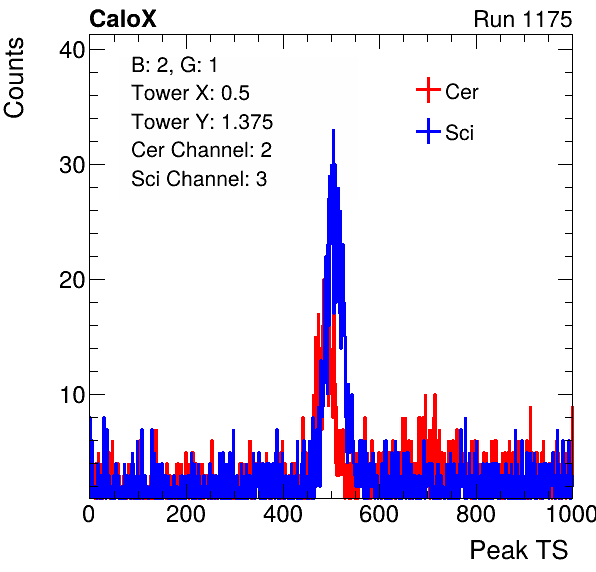 CaloX Run 1175
Counts
40
30
20
10
B: 2, G: 1
Tower X: 0.5
Tower Y: 1.375
Cer Channel: 2
Sci Channel: 3
Cer
Sci
0 200 400 600 800 1000
Peak TS